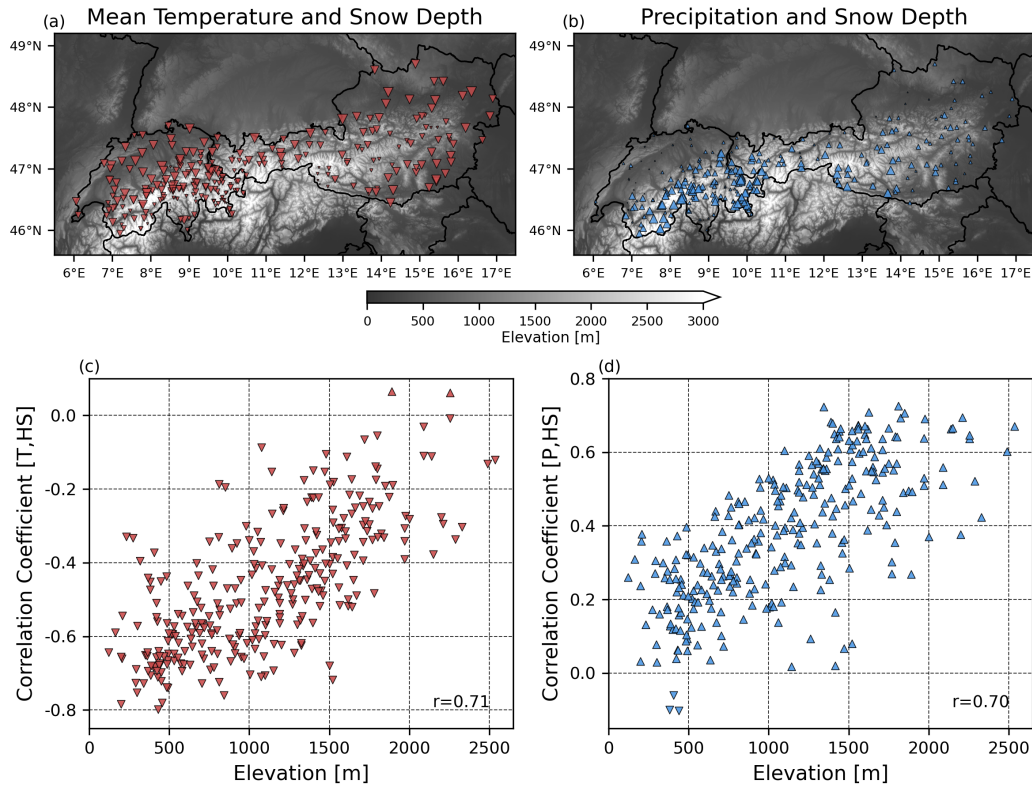 (a) Mean Temperature and Snow Depth
(b) Precipitation and Snow Depth
49°N
48°N
47°N
46°N
6°E 7°E 8°E 9°E 10°E 11°E 12°E 13°E 14°E 15°E 16°E 17°E
49°N
48°N
47°N
46°N
6°E 7°E 8°E 9°E 10°E 11°E 12°E 13°E 14°E 15°E 16°E 17°E
0 500 1000 1500 2000 2500 3000
Elevation [m]
(c)
Correlation Coefficient [T,HS]
0.0
-0.2
-0.4
-0.6
-0.8
r=0.71
0 500 1000 1500 2000 2500
Elevation [m]
(d)
Correlation Coefficient [P,HS]
0.8
0.6
0.4
0.2
0.0
r=0.70
0 500 1000 1500 2000 2500
Elevation [m]